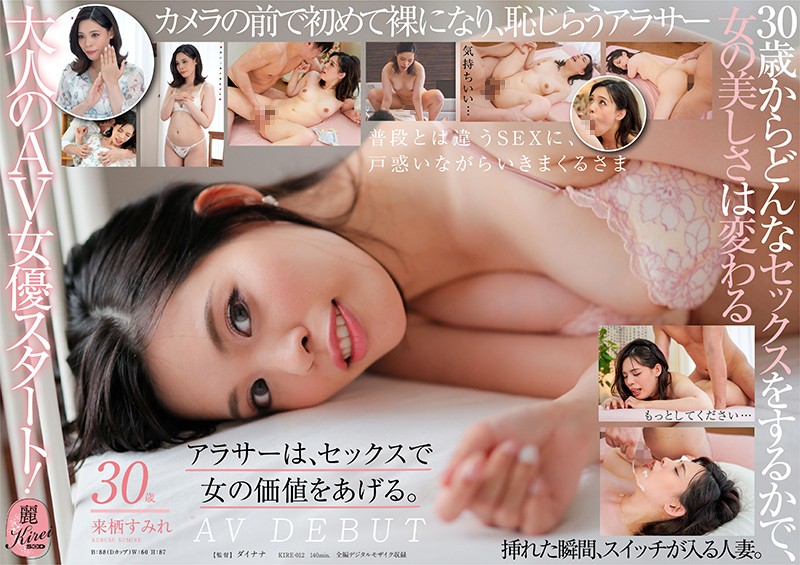 カメラの前で初めて裸になり、恥じらうアラサー
30歳からどんなセックスをするかで、
女の美しさは変わる
大人のAV女優スタート!
気持ちいい…
普段とは違うSEXに、
戸惑いながらいきまくるさま
もっとしてください…
アラサーは、セックスで
女の価値をあげる。
AV DEBUT
30歳
来栖すみれ
KURUSU SUMIRE
B:88(Dカップ) W:60 H:87
【監督】ダイナナ KIRE-012 140min. 全編デジタルモザイク収録
挿れた瞬間、スイッチが入る人妻。
麗
Kirei